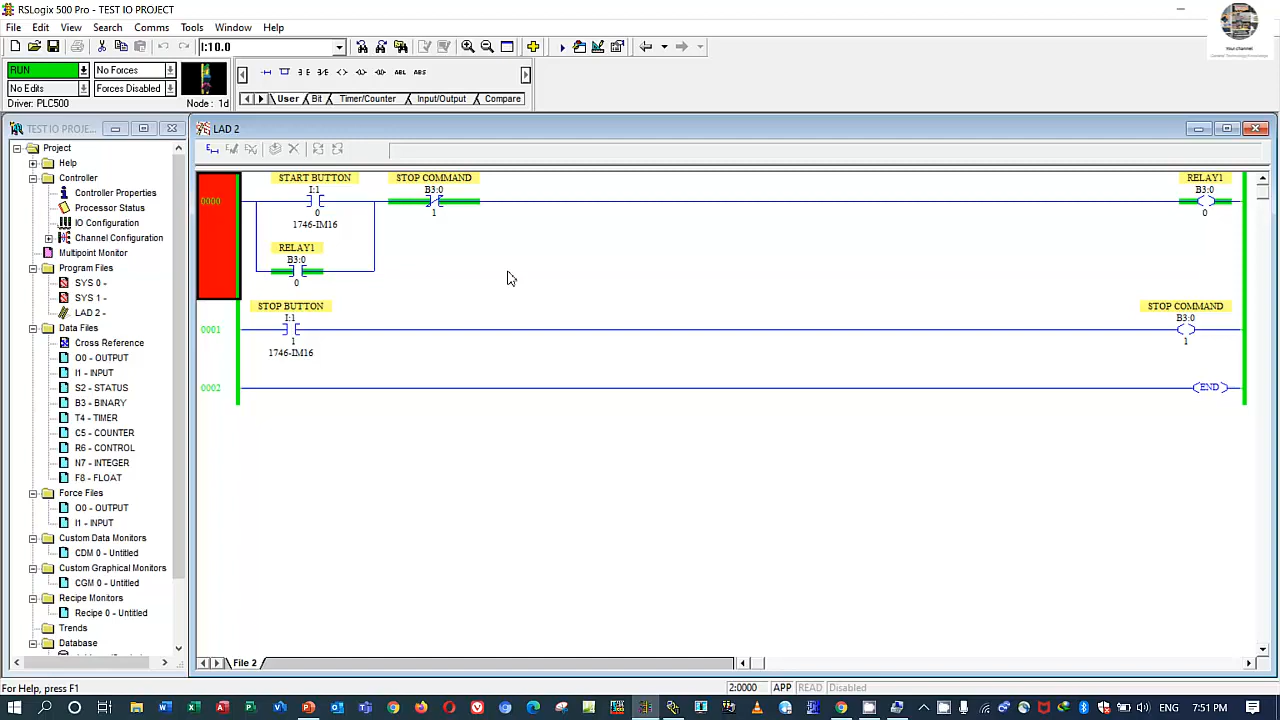 RSLogix 500 Pro - TEST IO PROJECT
File Edit View Search Comms Tools Window Help
I:10.0
RUN No Forces
No Edits Forces Disabled
Driver: PLC500 Node : 1d
User Bit Timer/Counter Input/Output Compare
ABL ABS
Your channel
TEST IO PROJE...
Project
Help
Controller
Controller Properties
Processor Status
IO Configuration
Channel Configuration
Multipoint Monitor
Program Files
SYS 0 -
SYS 1 -
LAD 2 -
Data Files
Cross Reference
O0 - OUTPUT
I1 - INPUT
S2 - STATUS
B3 - BINARY
T4 - TIMER
C5 - COUNTER
R6 - CONTROL
N7 - INTEGER
F8 - FLOAT
Force Files
O0 - OUTPUT
I1 - INPUT
Custom Data Monitors
CDM 0 - Untitled
Custom Graphical Monitors
CGM 0 - Untitled
Recipe Monitors
Recipe 0 - Untitled
Trends
Database
LAD 2
START BUTTON STOP COMMAND RELAY1
I:1 B3:0 B3:0
0000
0 1 0
1746-IM16
RELAY1
B3:0
0
STOP BUTTON STOP COMMAND
I:1 B3:0
0001
1 1
1746-IM16
0002 END
File 2
For Help, press F1
2:0000 APP READ Disabled
ENG 7:51 PM